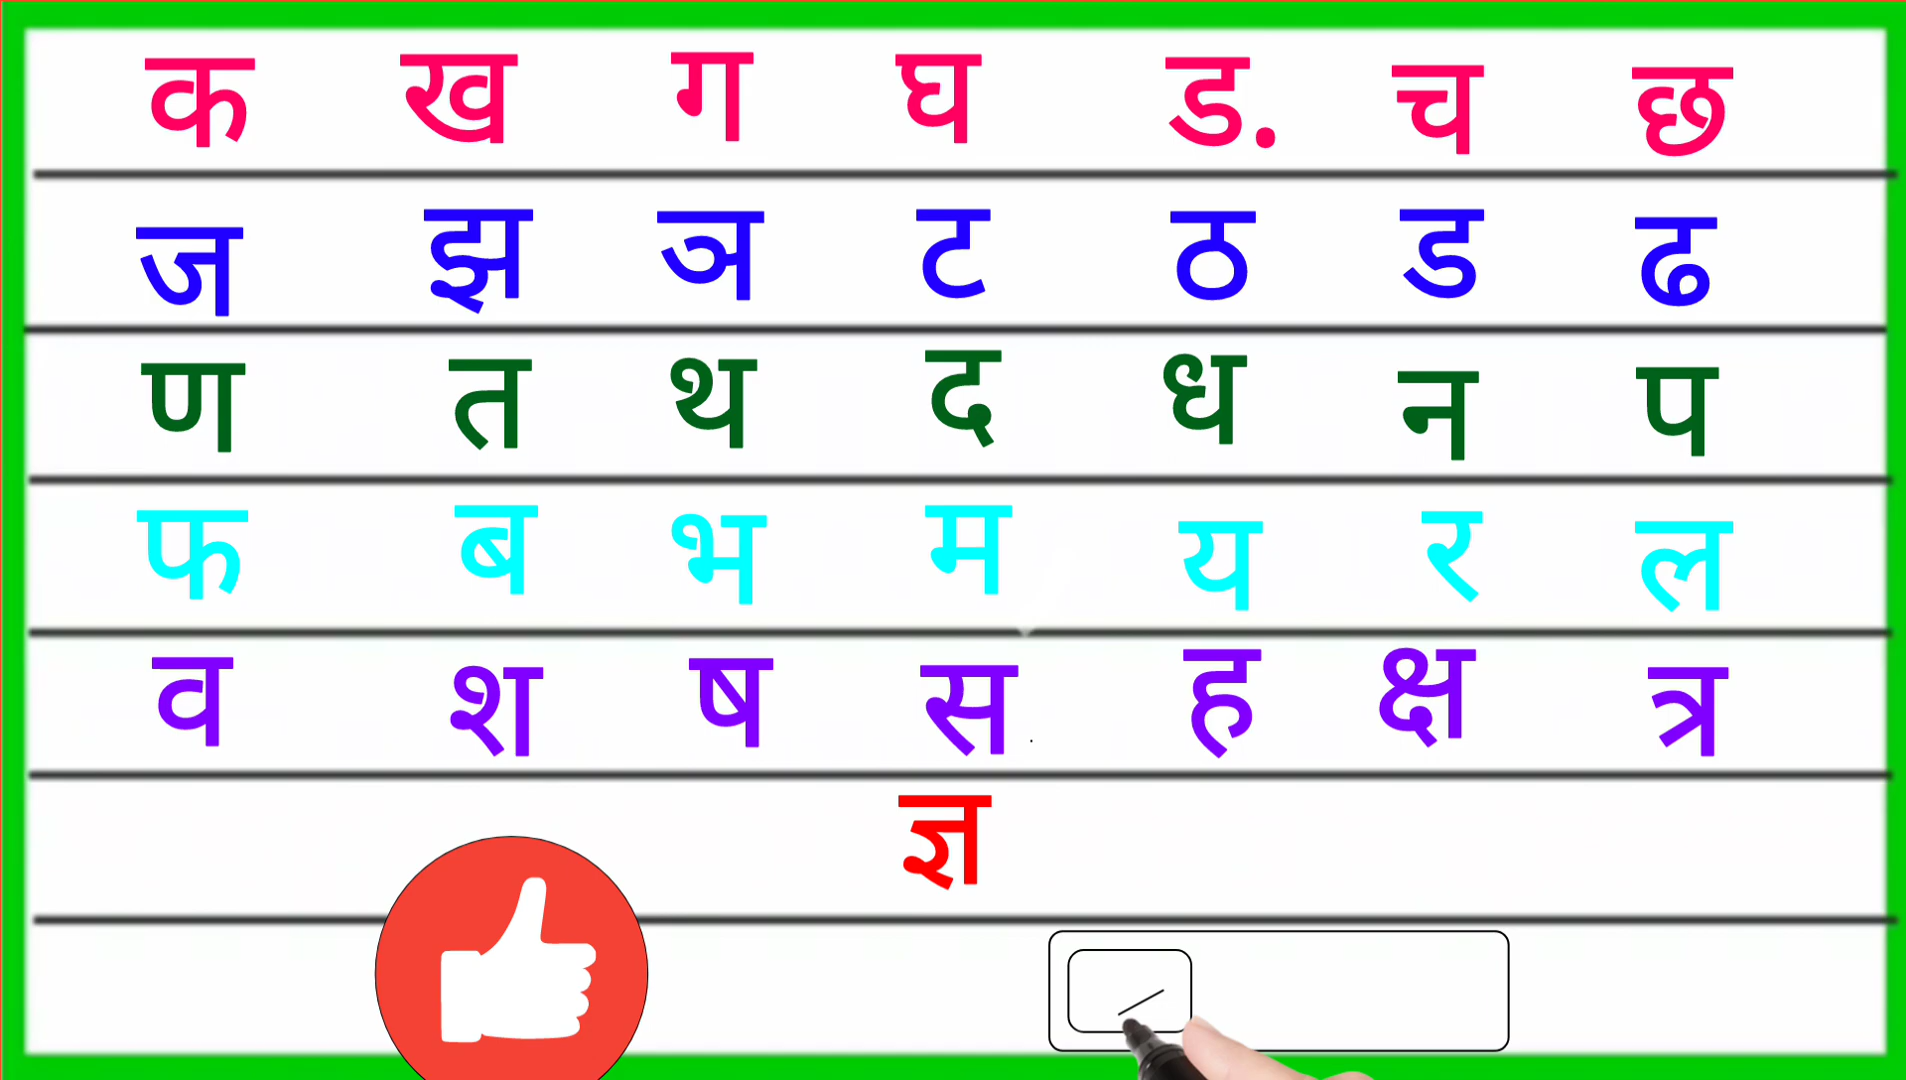 क ख ग घ ड. च छ
ज झ ञ ट ठ ड ढ
ण त थ द ध न प
फ ब भ म य र ल
व श ष स ह क्ष त्र
ज्ञ